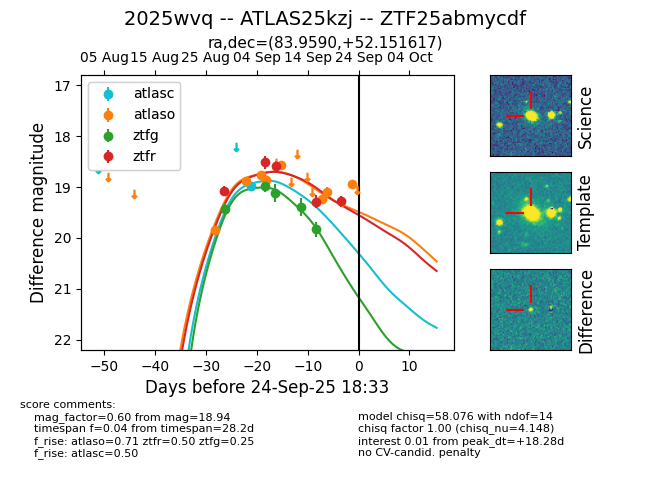 2025wvq -- ATLAS25kzj -- ZTF25abmycdf
ra,dec=(83.9590,+52.151667)
05 Aug 15 Aug 25 Aug 04 Sep 14 Sep 24 Sep 04 Oct
atlasc
atlaso
ztfg
ztfr
17
18
19
20
21
22
Difference magnitude
−50 −40 −30 −20 −10 0 10
Days before 24-Sep-25 18:33
Science
Template
Difference
score comments:
mag_factor=0.60 from mag=18.94
timespan f=0.04 from timespan=28.2d
f_rise: atlaso=0.71 ztfr=0.50 ztfg=0.25
f_rise: atlasc=0.50
model chisq=58.076 with ndof=14
chisq factor 1.00 (chisq_nu=4.148)
interest 0.01 from peak_dt=+18.28d
no CV-candid. penalty